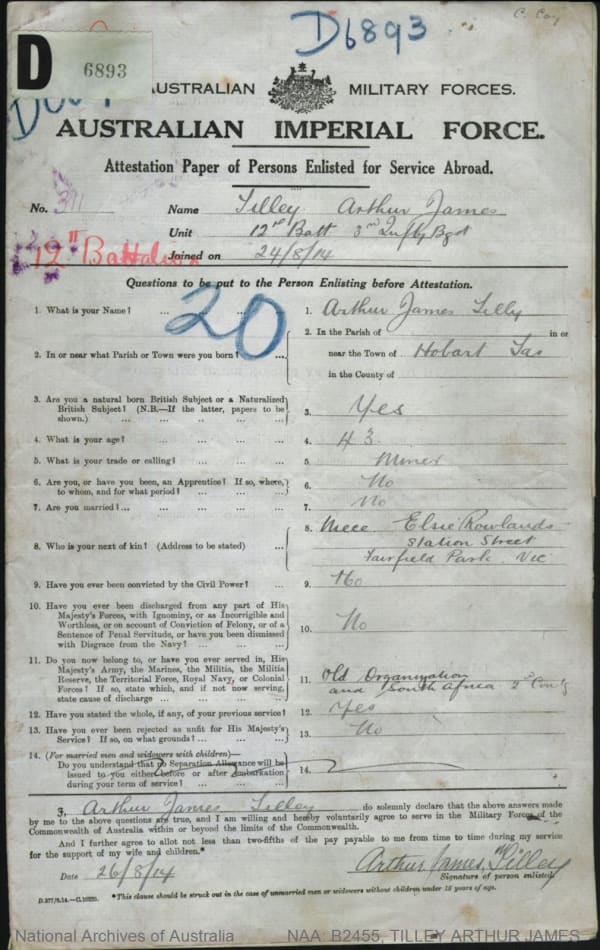 C. Coy
D6893
D
6893
AUSTRALIAN MILITARY FORCES.
AUSTRALIAN IMPERIAL FORCE.
Attestation Paper of Persons Enlisted for Service Abroad.
No. 311 Name Tilley Arthur James
Unit 12th Batt 3rd Infty Bgd
12th Battalion
Joined on 24/8/14
Questions to be put to the Person Enlisting before Attestation.
20
1. What is your Name? ... ... ... ... 1. Arthur James Tilly
2. In or near what Parish or Town were you born? ... 2. In the Parish of in or
near the Town of Hobart Tas
in the County of
3. Are you a natural born British Subject or a Naturalized
British Subject? (N.B.—If the latter, papers to be
shown.) ... ... ... ... 3. Yes
4. What is your age? ... ... ... ... 4. 43
5. What is your trade or calling? ... ... ... 5. Miner
6. Are you, or have you been, an Apprentice? If so, where,
to whom, and for what period? ... ... ... 6. No
7. Are you married? ... ... ... ... 7. No
8. Who is your next of kin? (Address to be stated) ... 8. Niece Elsie Rowlands
Station Street
Fairfield Park. Vic
9. Have you ever been convicted by the Civil Power? ... 9. No
10. Have you ever been discharged from any part of His
Majesty's Forces, with Ignominy, or as Incorrigible and
Worthless, or on account of Conviction of Felony, or of a
Sentence of Penal Servitude, or have you been dismissed
with Disgrace from the Navy? ... ... ... 10. No
11. Do you now belong to, or have you ever served in, His
Majesty's Army, the Marines, the Militia, the Militia
Reserve, the Territorial Force, Royal Navy, or Colonial
Forces? If so, state which, and if not now serving,
state cause of discharge ... ... ... 11. Old Organization
and South Africa 2nd Contg
12. Have you stated the whole, if any, of your previous service? 12. Yes
13. Have you ever been rejected as unfit for His Majesty's
Service? If so, on what grounds? ... ... ... 13. No
14. (For married men and widowers with children)—
Do you understand that no Separation Allowance will be
issued to you either before or after embarkation
during your term of service? ... ... ... 14.
I, Arthur James Tilley do solemnly declare that the above answers made
by me to the above questions are true, and I am willing and hereby voluntarily agree to serve in the Military Forces of the
Commonwealth of Australia within or beyond the limits of the Commonwealth.
And I further agree to allot not less than two-fifths of the pay payable to me from time to time during my service
for the support of my wife and children.*
Date 26/8/14 Arthur James Tilley
Signature of person enlisted.
D.877/8.14.—C.10920. *This clause should be struck out in the case of unmarried men or widowers without children under 18 years of age.
National Archives of Australia NAA: B2455, TILLEY ARTHUR JAMES